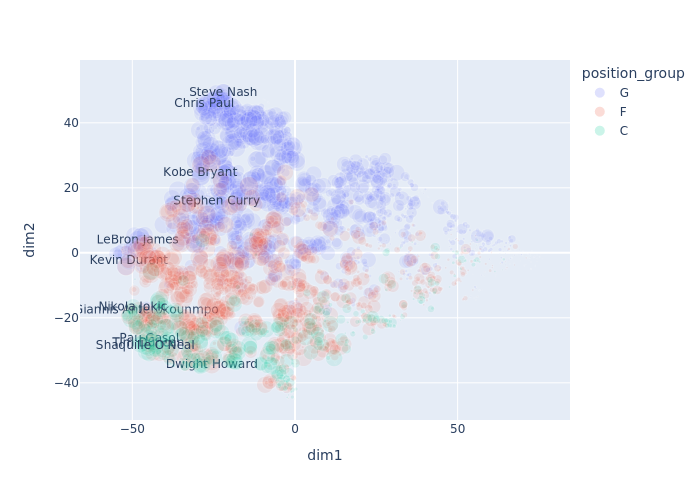 position_group
G
F
C
Steve Nash
Chris Paul
Kobe Bryant
Stephen Curry
LeBron James
Kevin Durant
Nikola Jokic
Giannis
Pau Gasol
Shaquille O'Neal
Dwight Howard
40
20
0
−20
−40
−50
0
50
dim1
dim2